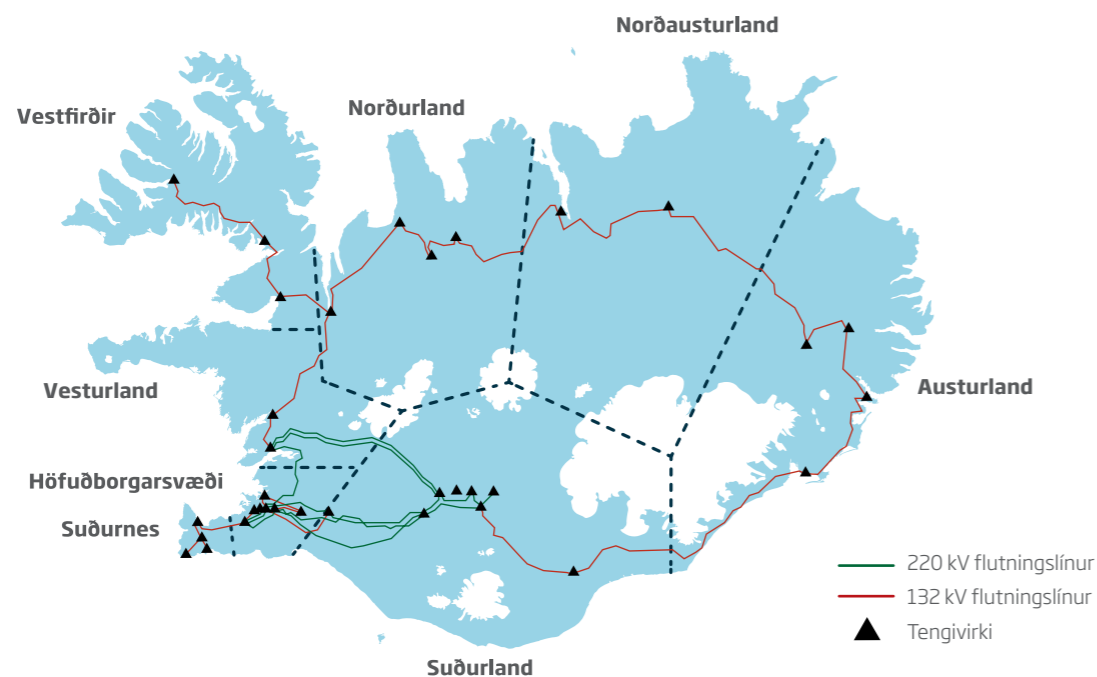 Norðausturland
Vestfirðir
Norðurland
Vesturland
Austurland
Höfuðborgarsvæði
Suðurnes
220 kV flutningslínur
132 kV flutningslínur
Tengivirki
Suðurland